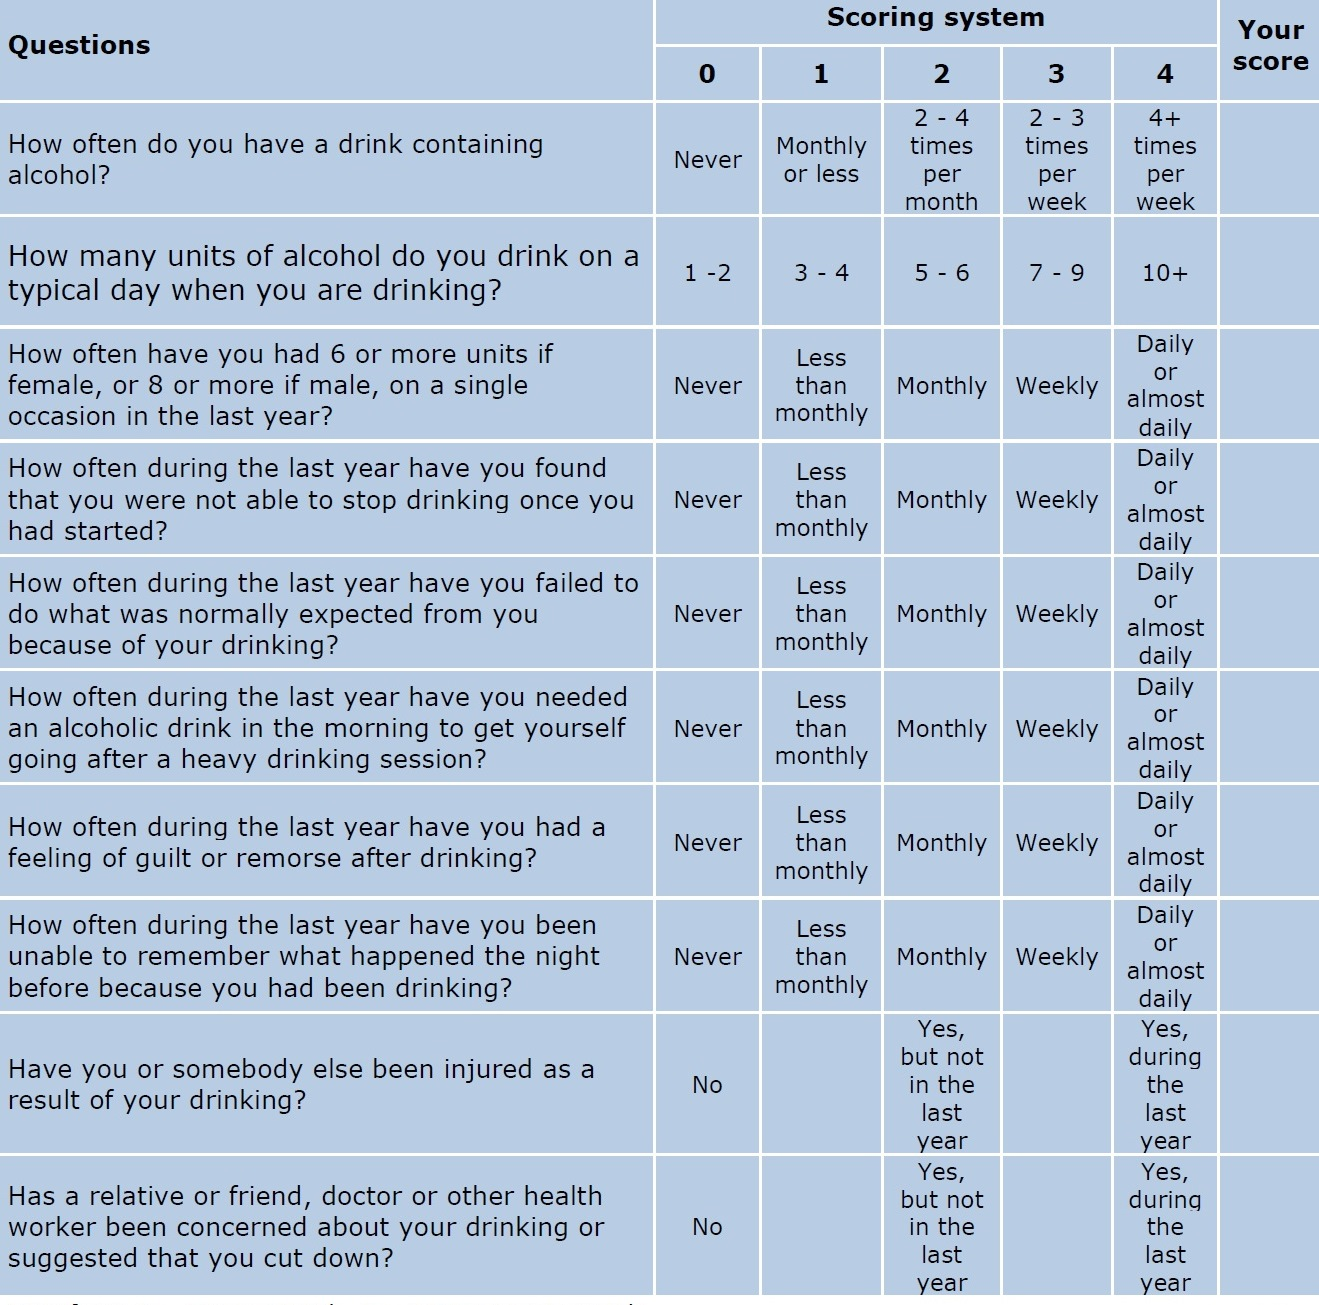 Questions
Scoring system
Your
score
0
1
2
3
4
How often do you have a drink containing
alcohol?
Never
Monthly
or less
2 - 4
times
per
month
2 - 3
times
per
week
4+
times
per
week
How many units of alcohol do you drink on a
typical day when you are drinking?
1 -2
3 - 4
5 - 6
7 - 9
10+
How often have you had 6 or more units if
female, or 8 or more if male, on a single
occasion in the last year?
Never
Less
than
monthly
Monthly
Weekly
Daily
or
almost
daily
How often during the last year have you found
that you were not able to stop drinking once you
had started?
Never
Less
than
monthly
Monthly
Weekly
Daily
or
almost
daily
How often during the last year have you failed to
do what was normally expected from you
because of your drinking?
Never
Less
than
monthly
Monthly
Weekly
Daily
or
almost
daily
How often during the last year have you needed
an alcoholic drink in the morning to get yourself
going after a heavy drinking session?
Never
Less
than
monthly
Monthly
Weekly
Daily
or
almost
daily
How often during the last year have you had a
feeling of guilt or remorse after drinking?
Never
Less
than
monthly
Monthly
Weekly
Daily
or
almost
daily
How often during the last year have you been
unable to remember what happened the night
before because you had been drinking?
Never
Less
than
monthly
Monthly
Weekly
Daily
or
almost
daily
Have you or somebody else been injured as a
result of your drinking?
No
Yes,
but not
in the
last
year
Yes,
during
the
last
year
Has a relative or friend, doctor or other health
worker been concerned about your drinking or
suggested that you cut down?
No
Yes,
but not
in the
last
year
Yes,
during
the
last
year